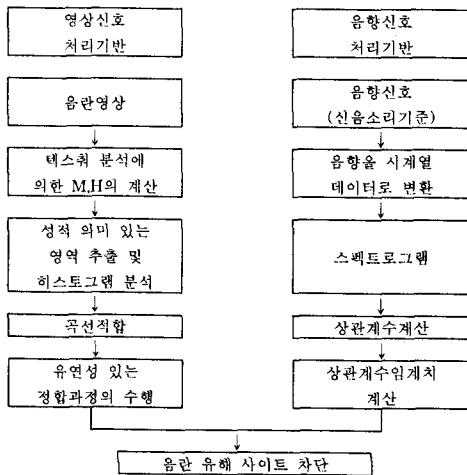 영상신호
처리기반
음향신호
처리기반
음란영상
음향신호
(신음소리기준)
텍스춰 분석에
의한 M,H의 계산
음향을 시계열
데이터로 변환
성적 의미 있는
영역 추출 및
히스토그램 분석
스펙트로그램
곡선적합
상관계수계산
유연성 있는
정합과정의 수행
상관계수임계치
계산
음란 유해 사이트 차단